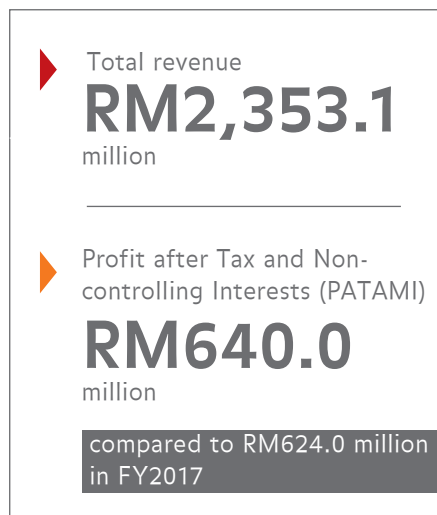 Total revenue
RM2,353.1
million
Profit after Tax and Non-
controlling Interests (PATAMI)
RM640.0
million
compared to RM624.0 million
in FY2017